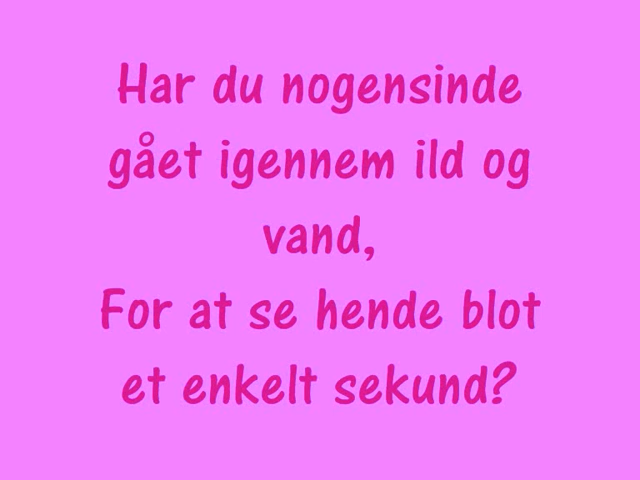 Har du nogensinde
gået igennem ild og
vand,
For at se hende blot
et enkelt sekund?